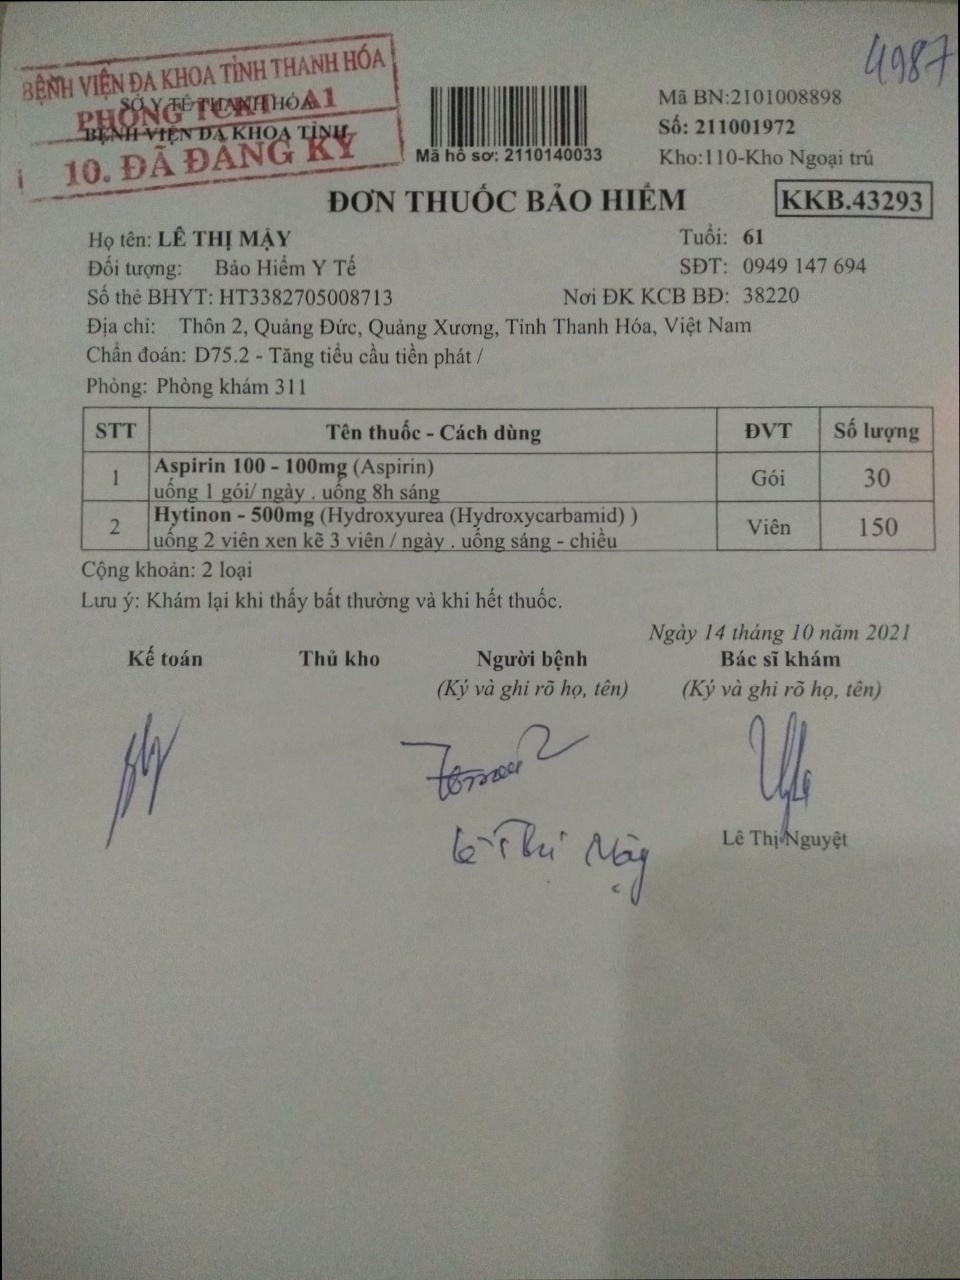 4987
BỆNH VIỆN ĐA KHOA TỈNH THANH HÓA
SỞ Y TẾ THANH HÓA
PHÒNG TCKT A1
BỆNH VIỆN ĐA KHOA TỈNH
10. ĐÃ ĐĂNG KÝ
Mã hồ sơ: 2110140033
Mã BN:2101008898
Số: 211001972
Kho:110-Kho Ngoại trú
ĐƠN THUỐC BẢO HIỂM KKB.43293
Họ tên: LÊ THỊ MẬY Tuổi: 61
Đối tượng: Bảo Hiểm Y Tế SĐT: 0949 147 694
Số thẻ BHYT: HT3382705008713 Nơi ĐK KCB BĐ: 38220
Địa chỉ: Thôn 2, Quảng Đức, Quảng Xương, Tỉnh Thanh Hóa, Việt Nam
Chẩn đoán: D75.2 - Tăng tiểu cầu tiền phát /
Phòng: Phòng khám 311
STT Tên thuốc - Cách dùng ĐVT Số lượng
1 Aspirin 100 - 100mg (Aspirin) Gói 30
uống 1 gói/ ngày . uống 8h sáng
2 Hytinon - 500mg (Hydroxyurea (Hydroxycarbamid) ) Viên 150
uống 2 viên xen kẽ 3 viên / ngày . uống sáng - chiều
Cộng khoản: 2 loại
Lưu ý: Khám lại khi thấy bất thường và khi hết thuốc.
Ngày 14 tháng 10 năm 2021
Kế toán Thủ kho Người bệnh Bác sĩ khám
(Ký và ghi rõ họ, tên) (Ký và ghi rõ họ, tên)
Lê Thị Nguyệt
Lê Thị Mậy